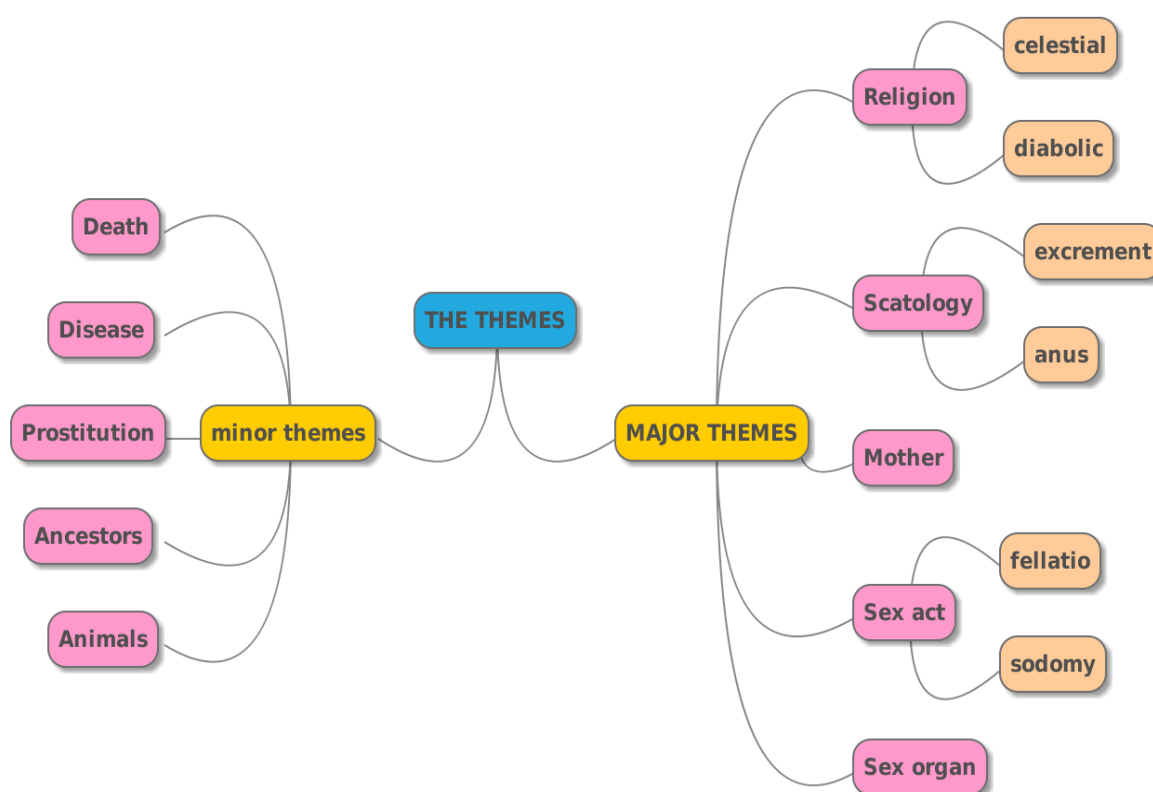 THE THEMES
minor themes
Death
Disease
Prostitution
Ancestors
Animals
MAJOR THEMES
Religion
celestial
diabolic
Scatology
excrement
anus
Mother
Sex act
fellatio
sodomy
Sex organ